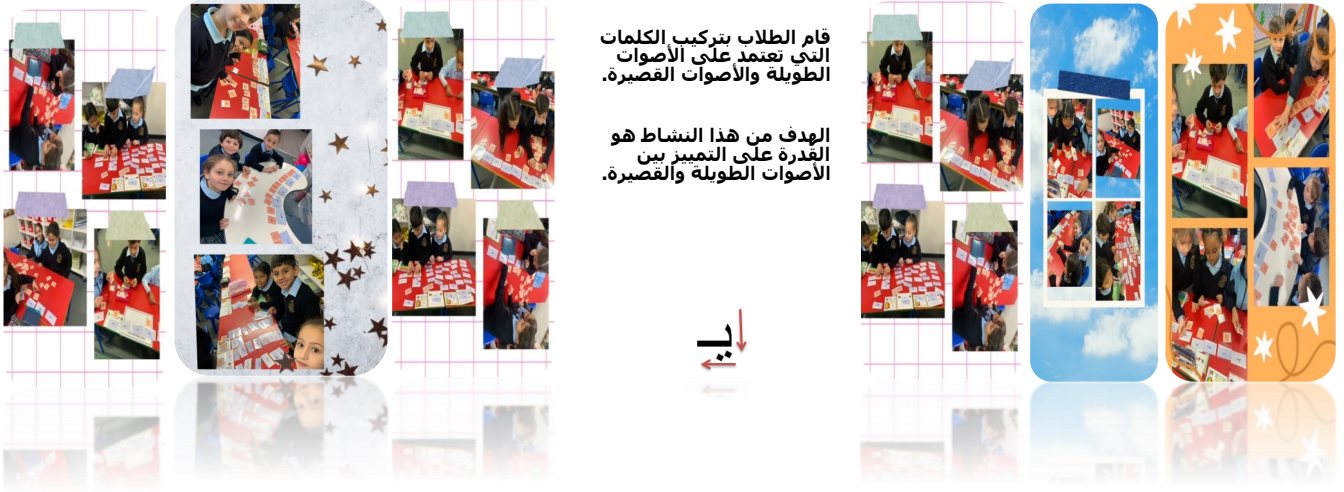 قام الطلاب بتركيب الكلمات
التي تعتمد على الأصوات
الطويلة والأصوات القصيرة.
الهدف من هذا النشاط هو
القدرة على التمييز بين
الأصوات الطويلة والقصيرة.
يـ